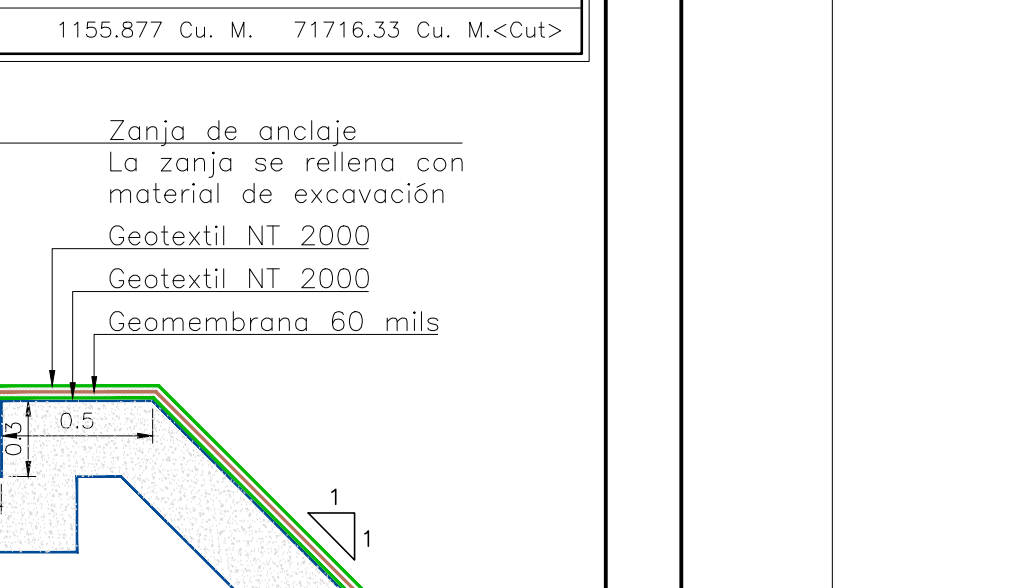 1155.877 Cu. M. 71716.33 Cu. M.<Cut>
Zanja de anclaje
La zanja se rellena con
material de excavación
Geotextil NT 2000
Geotextil NT 2000
Geomembrana 60 mils
0.5
0.3
1
1